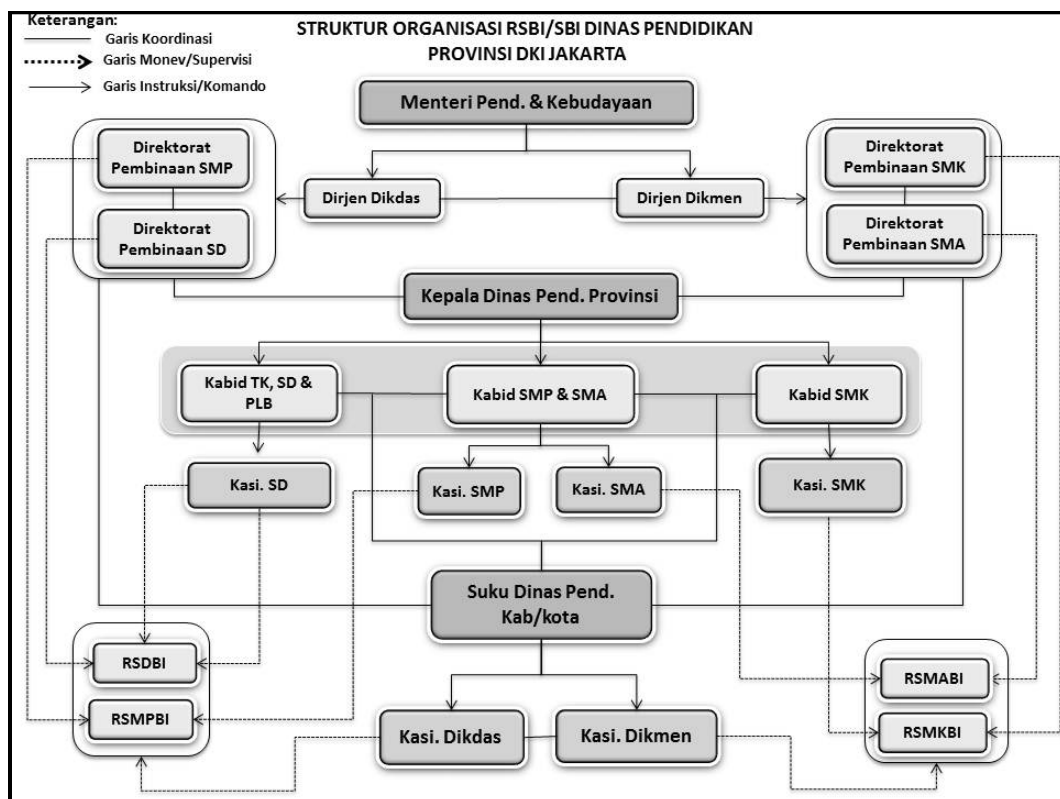 Keterangan:
Garis Koordinasi
Garis Monev/Supervisi
Garis Instruksi/Komando
STRUKTUR ORGANISASI RSBI/SBI DINAS PENDIDIKAN
PROVINSI DKI JAKARTA
Menteri Pend. & Kebudayaan
Direktorat
Pembinaan SMP
Direktorat
Pembinaan SD
Dirjen Dikdas
Dirjen Dikmen
Direktorat
Pembinaan SMK
Direktorat
Pembinaan SMA
Kepala Dinas Pend. Provinsi
Kabid TK, SD &
PLB
Kabid SMP & SMA
Kabid SMK
Kasi. SD
Kasi. SMP
Kasi. SMA
Kasi. SMK
Suku Dinas Pend.
Kab/kota
RSDBI
RSMPBI
RSMABI
RSMKBI
Kasi. Dikdas
Kasi. Dikmen